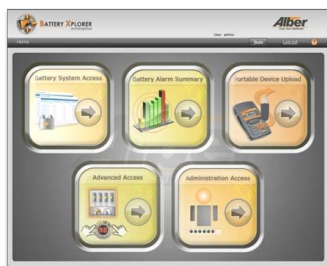 BATTERY XPLORER
enterprise
Alber
User: admin
Home
Tools
Log out
Battery System Access
Battery Alarm Summary
Portable Device Upload
Advanced Access
Administration Access